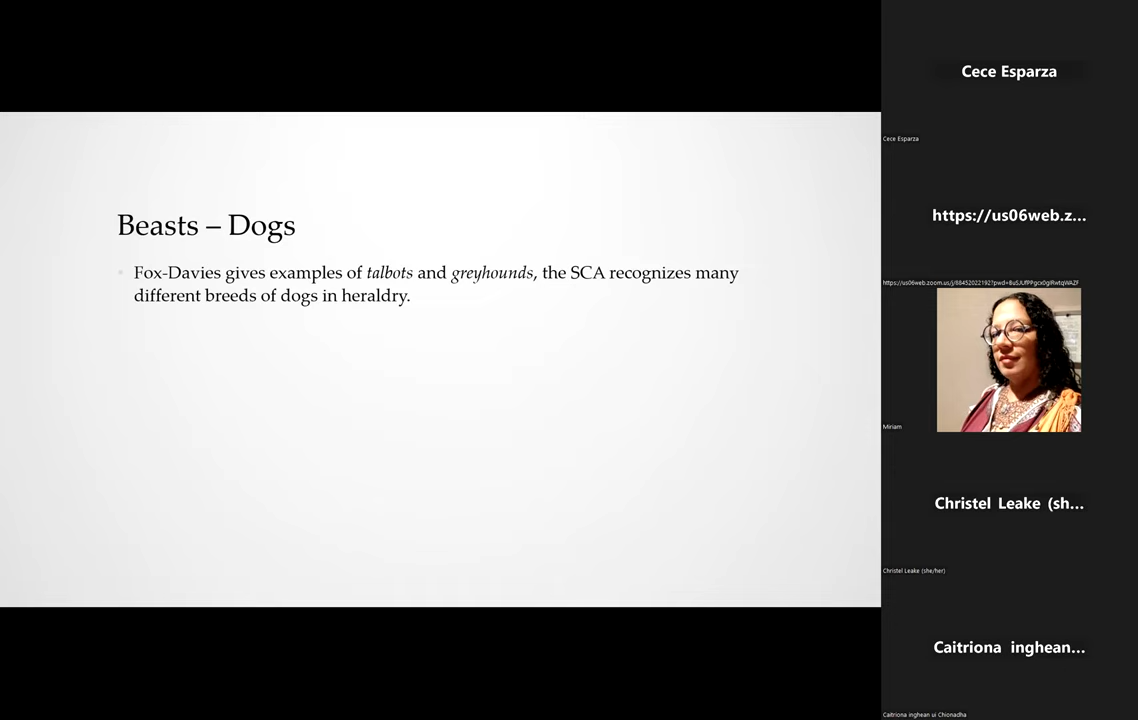 Beasts – Dogs
Fox-Davies gives examples of talbots and greyhounds, the SCA recognizes many
different breeds of dogs in heraldry.
Cece Esparza
Cece Esparza
https://us06web.z...
Miriam
Christel Leake (sh...
Christel Leake (she/her)
Caitriona inghean...
Caitriona inghean ui Chionadha